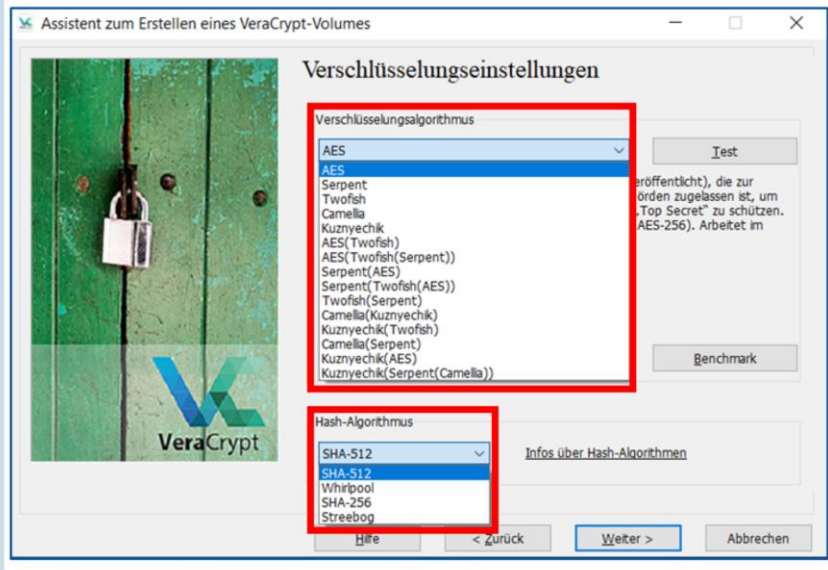 Assistent zum Erstellen eines VeraCrypt-Volumes
Verschlüsselungseinstellungen
Verschlüsselungsalgorithmus
AES
Test
AES
Serpent
Twofish
Camellia
Kuznyechik
AES(Twofish)
AES(Twofish(Serpent))
Serpent(AES)
Serpent(Twofish(AES))
Twofish(Serpent)
Camellia(Kuznyechik)
Kuznyechik(Twofish)
Camellia(Serpent)
Kuznyechik(AES)
Kuznyechik(Serpent(Camellia))
eröffentlicht), die zur
örden zugelassen ist, um
„Top Secret“ zu schützen.
AES-256). Arbeitet im
Benchmark
VeraCrypt
Hash-Algorithmus
SHA-512
Infos über Hash-Algorithmen
SHA-512
Whirlpool
SHA-256
Streebog
Hilfe
< Zurück
Weiter >
Abbrechen